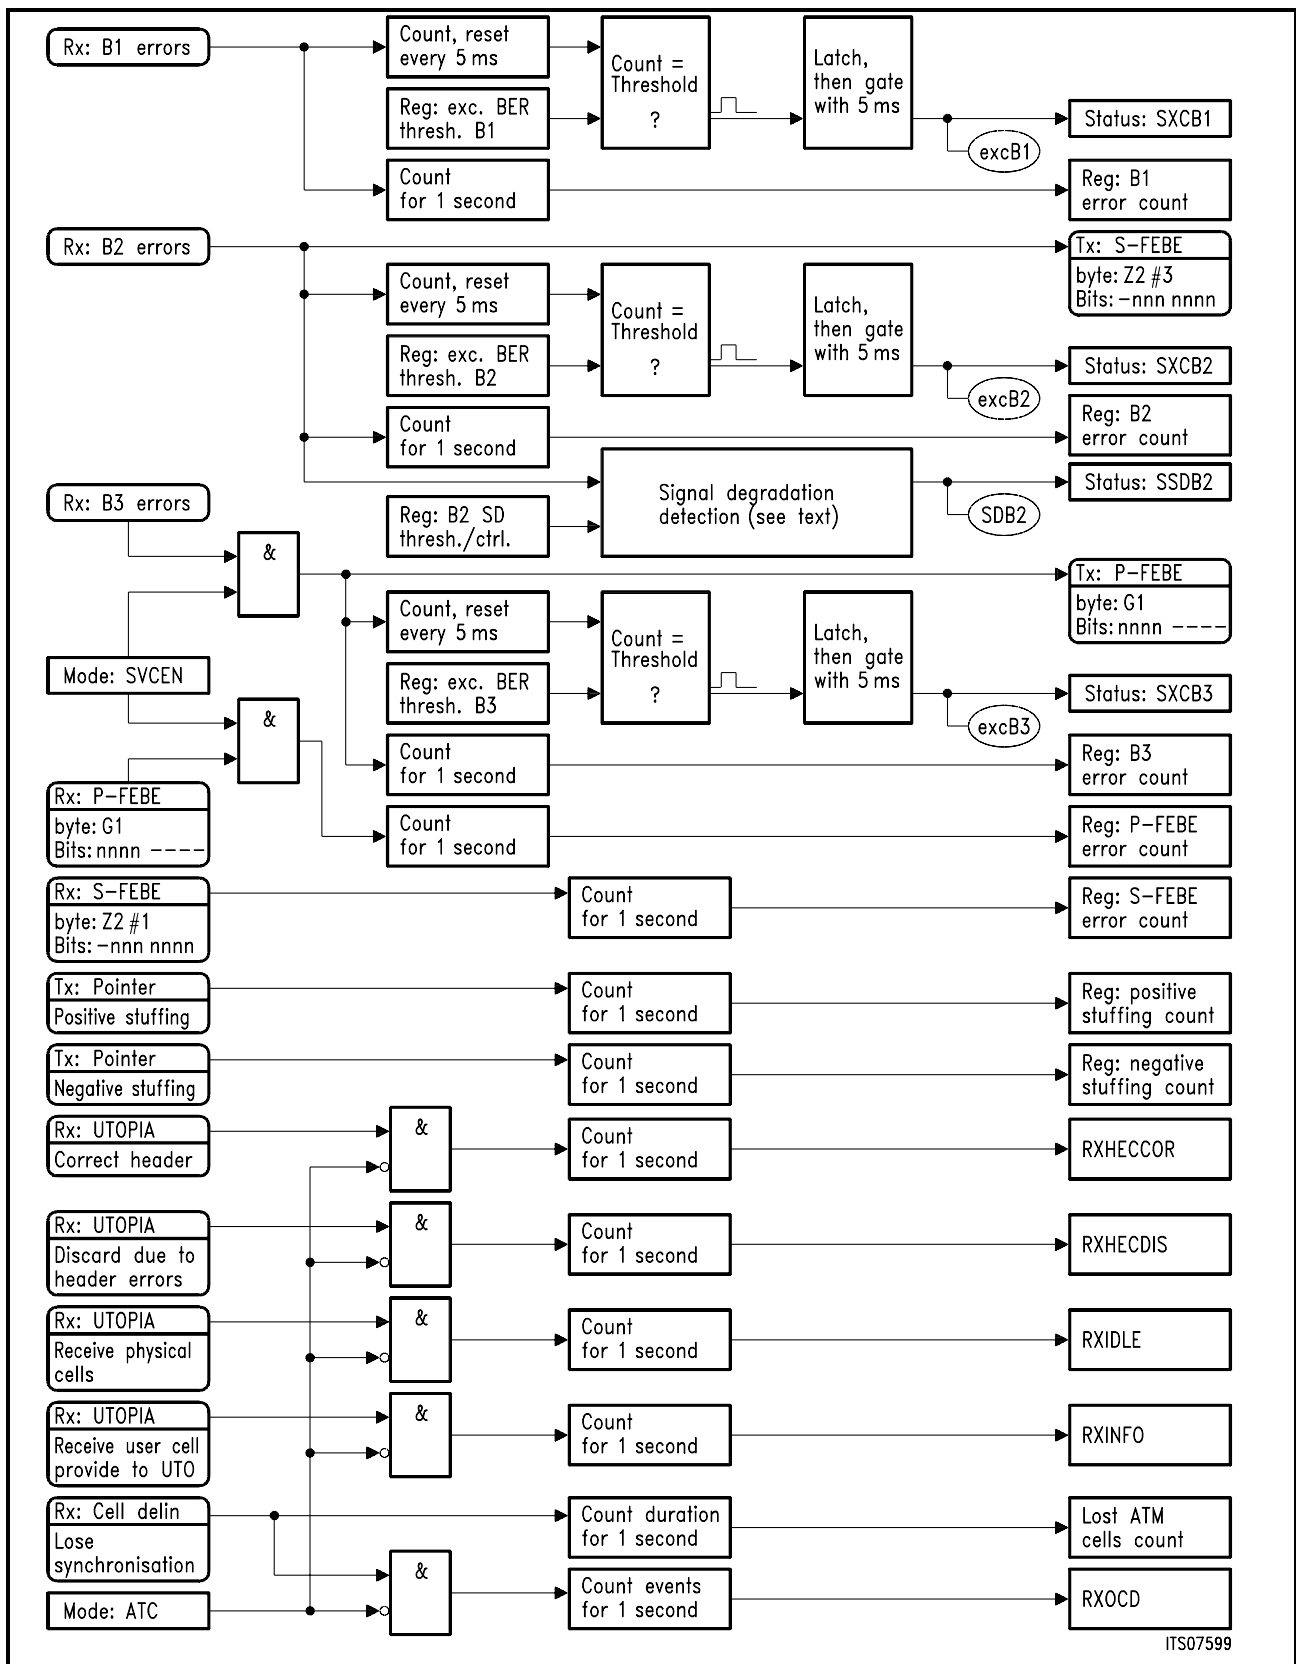 Rx: B1 errors
Count, reset
every 5 ms
Reg: exc. BER
thresh. B1
Count =
Threshold
?
Latch,
then gate
with 5 ms
Status: SXCB1
excB1
Count
for 1 second
Reg: B1
error count
Rx: B2 errors
Tx: S-FEBE
byte: Z2 #3
Bits: -nnn nnnn
Count, reset
every 5 ms
Reg: exc. BER
thresh. B2
Count =
Threshold
?
Latch,
then gate
with 5 ms
Status: SXCB2
excB2
Count
for 1 second
Reg: B2
error count
Signal degradation
detection (see text)
Status: SSDB2
SDB2
Reg: B2 SD
thresh./ctrl.
Rx: B3 errors
&
Tx: P-FEBE
byte: G1
Bits: nnnn ----
Count, reset
every 5 ms
Reg: exc. BER
thresh. B3
Count =
Threshold
?
Latch,
then gate
with 5 ms
Status: SXCB3
excB3
Mode: SVCEN
&
Count
for 1 second
Reg: B3
error count
Rx: P-FEBE
byte: G1
Bits: nnnn ----
Count
for 1 second
Reg: P-FEBE
error count
Rx: S-FEBE
byte: Z2 #1
Bits: -nnn nnnn
Count
for 1 second
Reg: S-FEBE
error count
Tx: Pointer
Positive stuffing
Count
for 1 second
Reg: positive
stuffing count
Tx: Pointer
Negative stuffing
Count
for 1 second
Reg: negative
stuffing count
Rx: UTOPIA
Correct header
&
Count
for 1 second
RXHECCOR
Rx: UTOPIA
Discard due to
header errors
&
Count
for 1 second
RXHECDIS
Rx: UTOPIA
Receive physical
cells
&
Count
for 1 second
RXIDLE
Rx: UTOPIA
Receive user cell
provide to UTO
&
Count
for 1 second
RXINFO
Rx: Cell delin
Lose
synchronisation
Count duration
for 1 second
Lost ATM
cells count
Mode: ATC
&
Count events
for 1 second
RXOCD
ITS07599